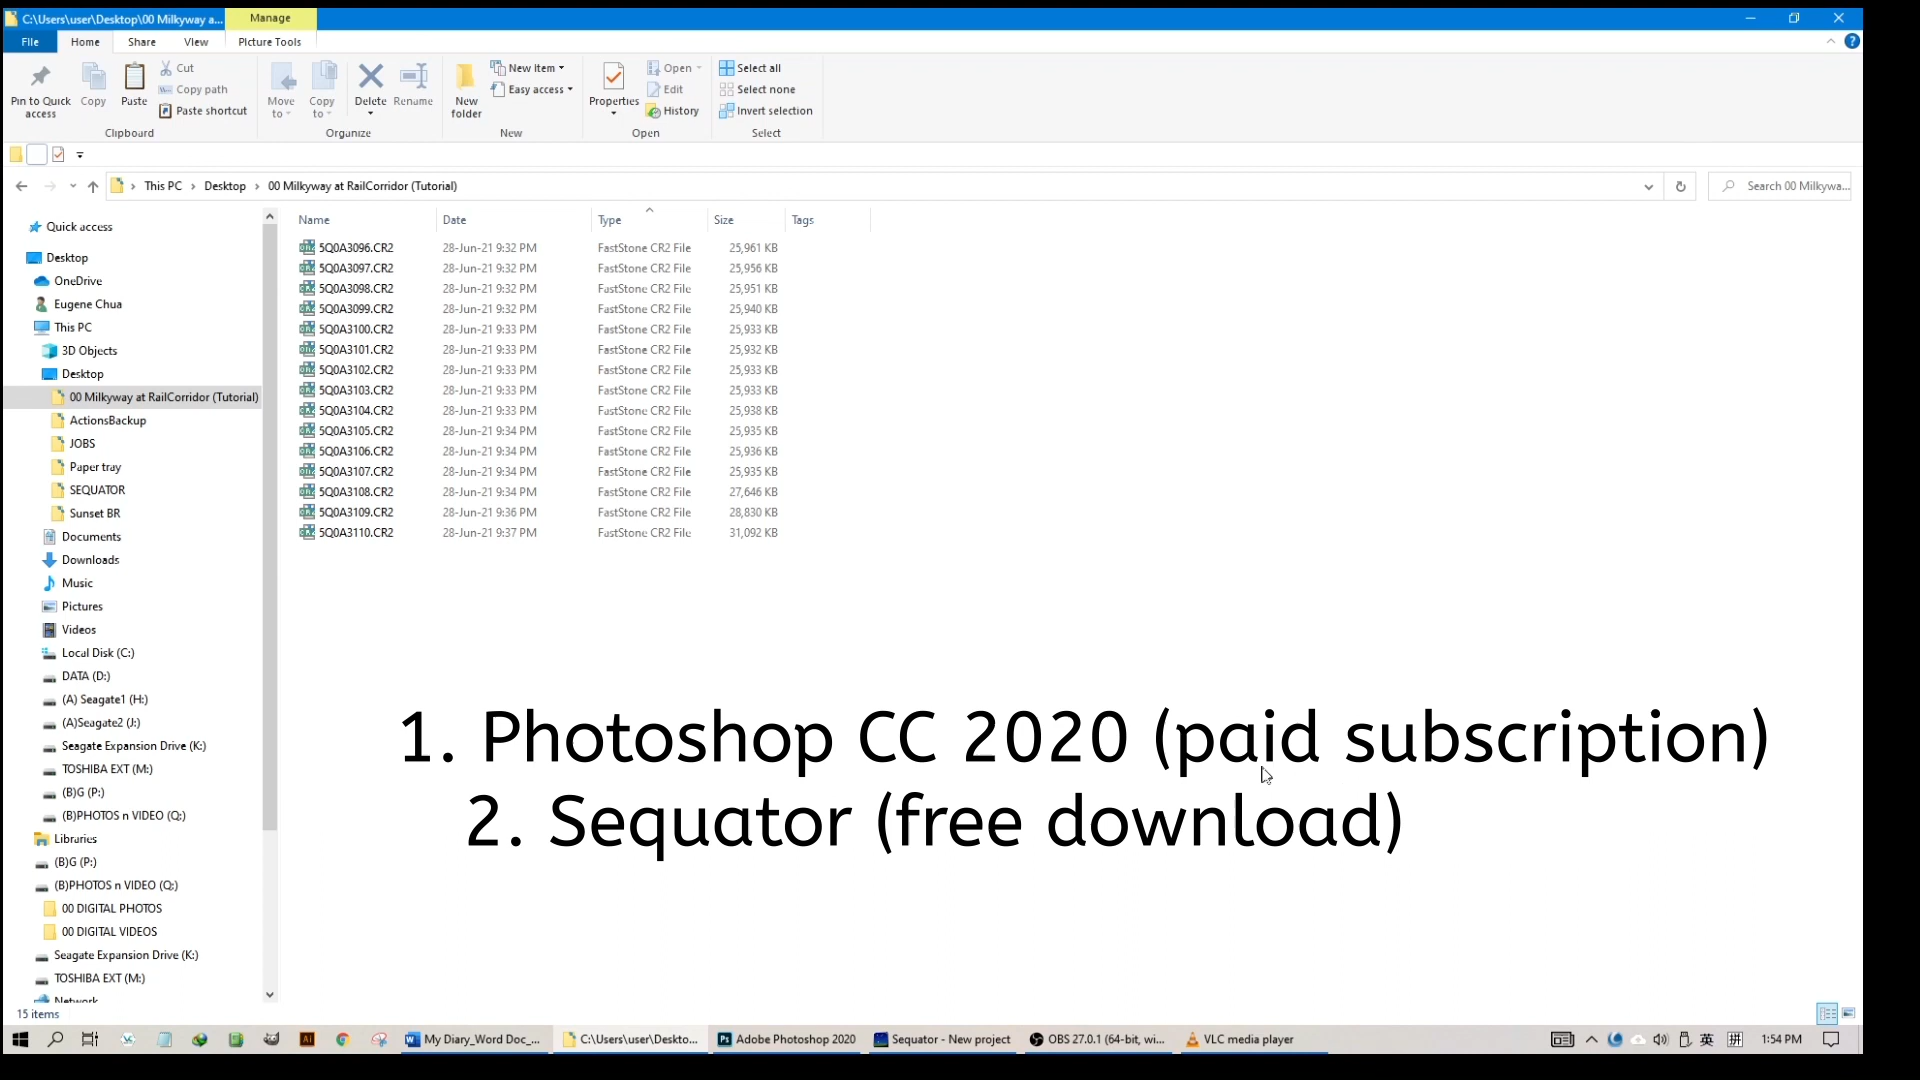 C:\Users\user\Desktop\00 Milkyway a...
Manage
File
Home
Share
View
Picture Tools
Pin to Quick access
Copy
Paste
Cut
Copy path
Paste shortcut
Clipboard
Move to
Copy to
Delete
Rename
Organize
New folder
New item
Easy access
New
Properties
Open
Edit
History
Open
Select all
Select none
Invert selection
Select
This PC > Desktop > 00 Milkyway at RailCorridor (Tutorial)
Search 00 Milkywa...
Name Date Type Size Tags
5Q0A3096.CR2 28-Jun-21 9:32 PM FastStone CR2 File 25,961 KB
5Q0A3097.CR2 28-Jun-21 9:32 PM FastStone CR2 File 25,956 KB
5Q0A3098.CR2 28-Jun-21 9:32 PM FastStone CR2 File 25,951 KB
5Q0A3099.CR2 28-Jun-21 9:32 PM FastStone CR2 File 25,940 KB
5Q0A3100.CR2 28-Jun-21 9:33 PM FastStone CR2 File 25,933 KB
5Q0A3101.CR2 28-Jun-21 9:33 PM FastStone CR2 File 25,932 KB
5Q0A3102.CR2 28-Jun-21 9:33 PM FastStone CR2 File 25,933 KB
5Q0A3103.CR2 28-Jun-21 9:33 PM FastStone CR2 File 25,933 KB
5Q0A3104.CR2 28-Jun-21 9:33 PM FastStone CR2 File 25,938 KB
5Q0A3105.CR2 28-Jun-21 9:34 PM FastStone CR2 File 25,935 KB
5Q0A3106.CR2 28-Jun-21 9:34 PM FastStone CR2 File 25,936 KB
5Q0A3107.CR2 28-Jun-21 9:34 PM FastStone CR2 File 25,935 KB
5Q0A3108.CR2 28-Jun-21 9:34 PM FastStone CR2 File 27,646 KB
5Q0A3109.CR2 28-Jun-21 9:36 PM FastStone CR2 File 28,830 KB
5Q0A3110.CR2 28-Jun-21 9:37 PM FastStone CR2 File 31,092 KB
Quick access
Desktop
OneDrive
Eugene Chua
This PC
3D Objects
Desktop
00 Milkyway at RailCorridor (Tutorial)
ActionsBackup
JOBS
Paper tray
SEQUATOR
Sunset BR
Documents
Downloads
Music
Pictures
Videos
Local Disk (C:)
DATA (D:)
(A) Seagate1 (H:)
(A)Seagate2 (J:)
Seagate Expansion Drive (K:)
TOSHIBA EXT (M:)
(B)G (P:)
(B)PHOTOS n VIDEO (Q:)
Libraries
(B)G (P:)
(B)PHOTOS n VIDEO (Q:)
00 DIGITAL PHOTOS
00 DIGITAL VIDEOS
Seagate Expansion Drive (K:)
TOSHIBA EXT (M:)
Network
1. Photoshop CC 2020 (paid subscription)
2. Sequator (free download)
15 items
My Diary_Word Doc_...
C:\Users\user\Deskto...
Adobe Photoshop 2020
Sequator - New project
OBS 27.0.1 (64-bit, wi...
VLC media player
英
拼
1:54 PM